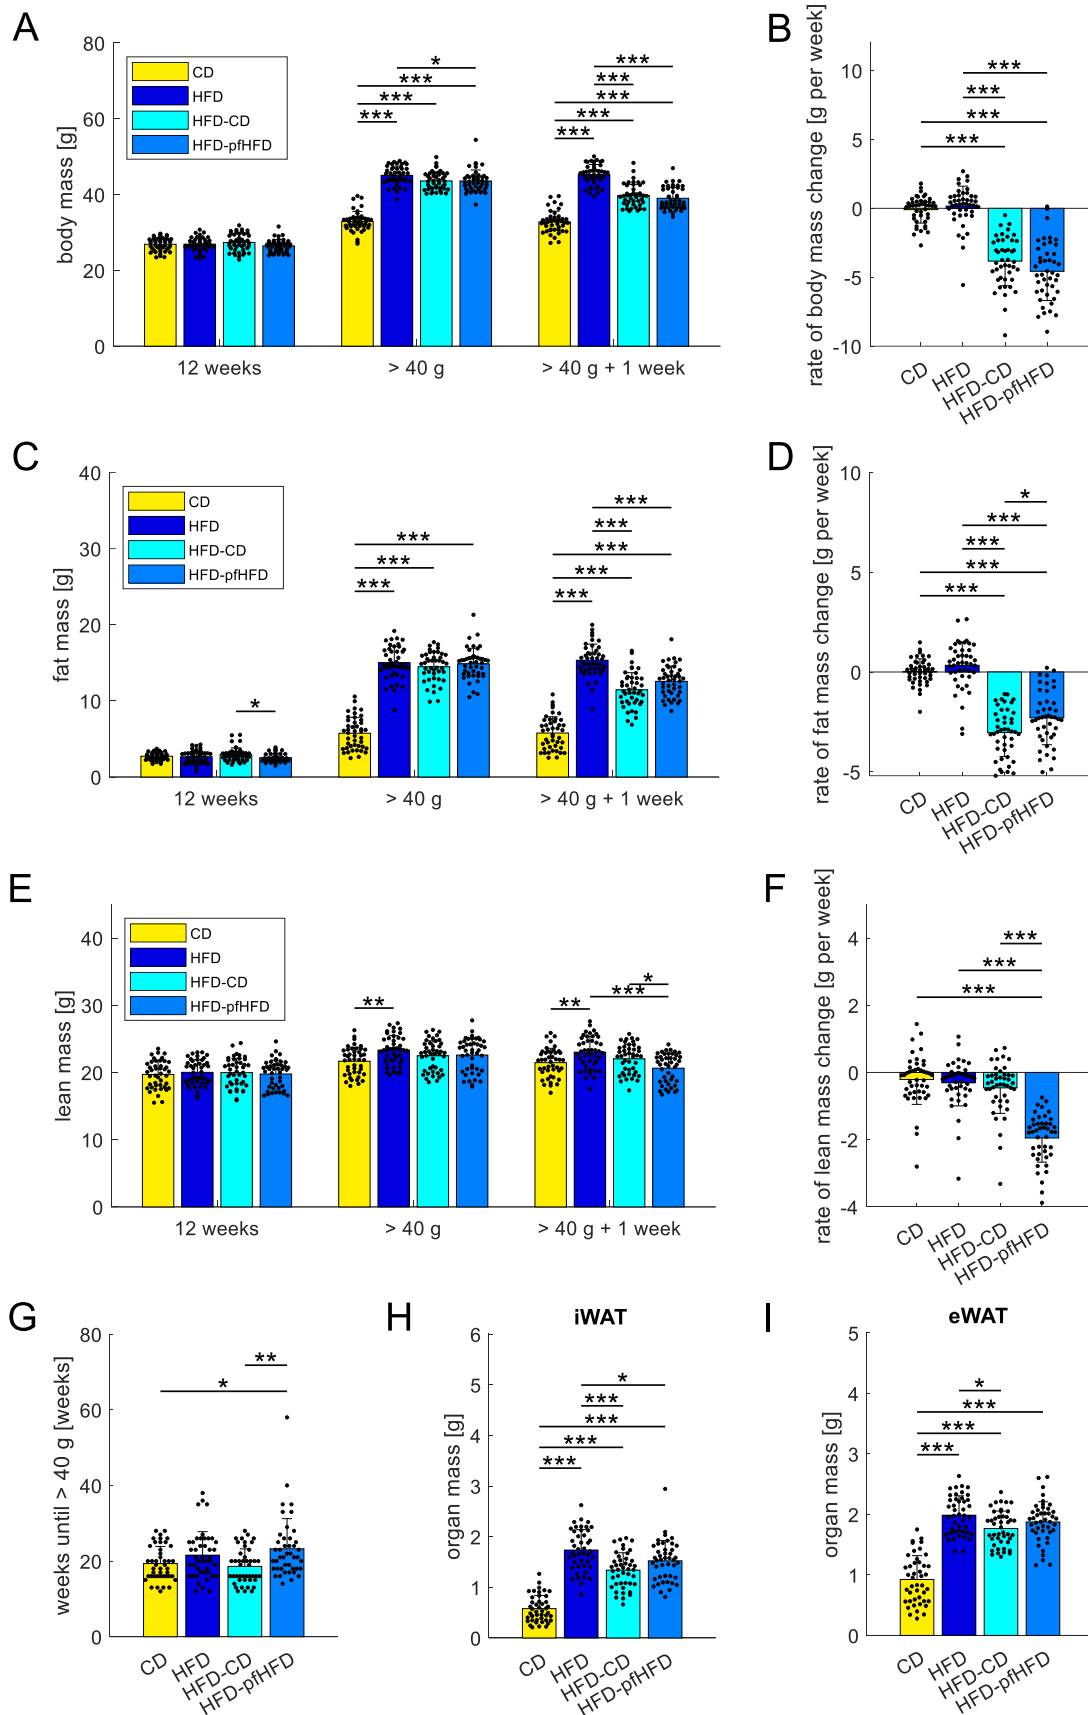 A
body mass [g]
80
60
40
20
0
CD
HFD
HFD-CD
HFD-pfHFD
*
***
***
***
***
***
***
***
***
12 weeks
> 40 g
> 40 g + 1 week
B
rate of body mass change [g per week]
10
5
0
-5
-10
***
***
***
***
CD
HFD
HFD-CD
HFD-pfHFD
C
fat mass [g]
40
30
20
10
0
CD
HFD
HFD-CD
HFD-pfHFD
*
***
***
***
***
***
***
***
***
12 weeks
> 40 g
> 40 g + 1 week
D
rate of fat mass change [g per week]
10
5
0
-5
*
***
***
***
***
CD
HFD
HFD-CD
HFD-pfHFD
E
lean mass [g]
40
30
20
10
0
CD
HFD
HFD-CD
HFD-pfHFD
**
*
***
**
12 weeks
> 40 g
> 40 g + 1 week
F
rate of lean mass change [g per week]
4
2
0
-2
-4
***
***
***
CD
HFD
HFD-CD
HFD-pfHFD
G
weeks until > 40 g [weeks]
80
60
40
20
0
**
*
CD
HFD
HFD-CD
HFD-pfHFD
H
iWAT
organ mass [g]
6
5
4
3
2
1
0
*
***
***
***
***
CD
HFD
HFD-CD
HFD-pfHFD
I
eWAT
organ mass [g]
5
4
3
2
1
0
*
***
***
***
CD
HFD
HFD-CD
HFD-pfHFD